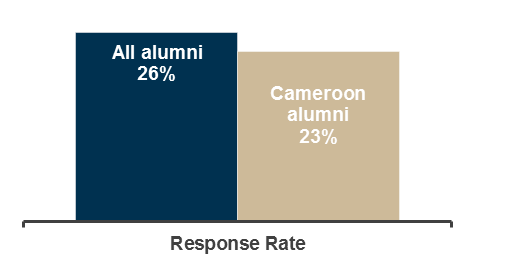 All alumni
26%
Cameroon
alumni
23%
Response Rate